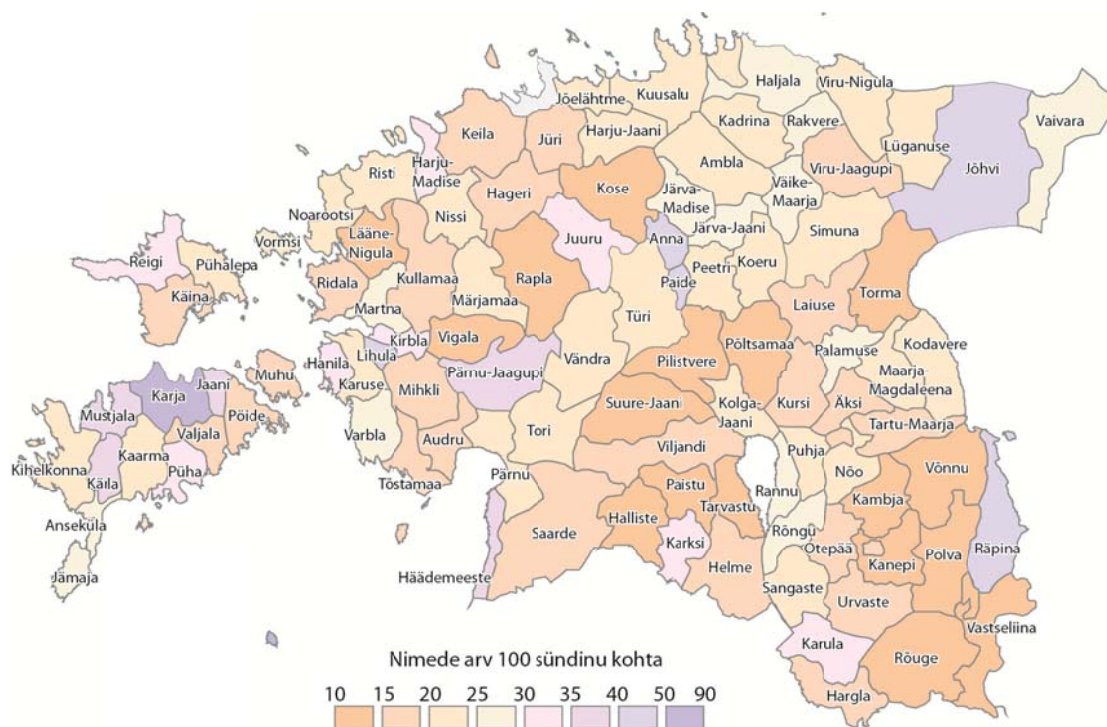 Haljala
Viru-Nigula
Kuusalu
Jõelähtme
Vaivara
Kadrina
Rakvere
Keila
Jüri
Harju-Jaani
Lüganuse
Harju-
Madise
Ambla
Jõhvi
Risti
Viru-Jaagupi
Hageri
Kose
Järva-
Madise
Väike-
Maarja
Noarootsi
Nissi
Järva-Jaani
Simuna
Juuru
Anna
Vormsi
Lääne-
Nigula
Reigi
Pühalepa
Peetri
Koeru
Kullamaa
Rapla
Paide
Ridala
Käina
Martna
Märjamaa
Türi
Laiuse
Torma
Kirbla
Vigala
Põltsamaa
Lihula
Hanila
Vändra
Pilistvere
Palamuse
Kodavere
Muhu
Karuse
Mihkli
Pärnu-Jaagupi
Maarja
Magdaleena
Jaani
Karja
Mustjala
Pöide
Suure-Jaani
Kolga-
Jaani
Kursi
Äksi
Valjala
Varbla
Audru
Tori
Tartu-Maarja
Kaarma
Viljandi
Puhja
Kihelkonna
Püha
Kärla
Tõstamaa
Pärnu
Nõo
Võnnu
Paistu
Rannu
Kambja
Anseküla
Halliste
Tarvastu
Saarde
Rõngu
Karksi
Otepää
Polva
Räpina
Jämaja
Helme
Kanepi
Häädemeeste
Sangaste
Urvaste
Vastseliina
Karula
Rõuge
Nimede arv 100 sündinu kohta
Hargla
10 15 20 25 30 35 40 50 90